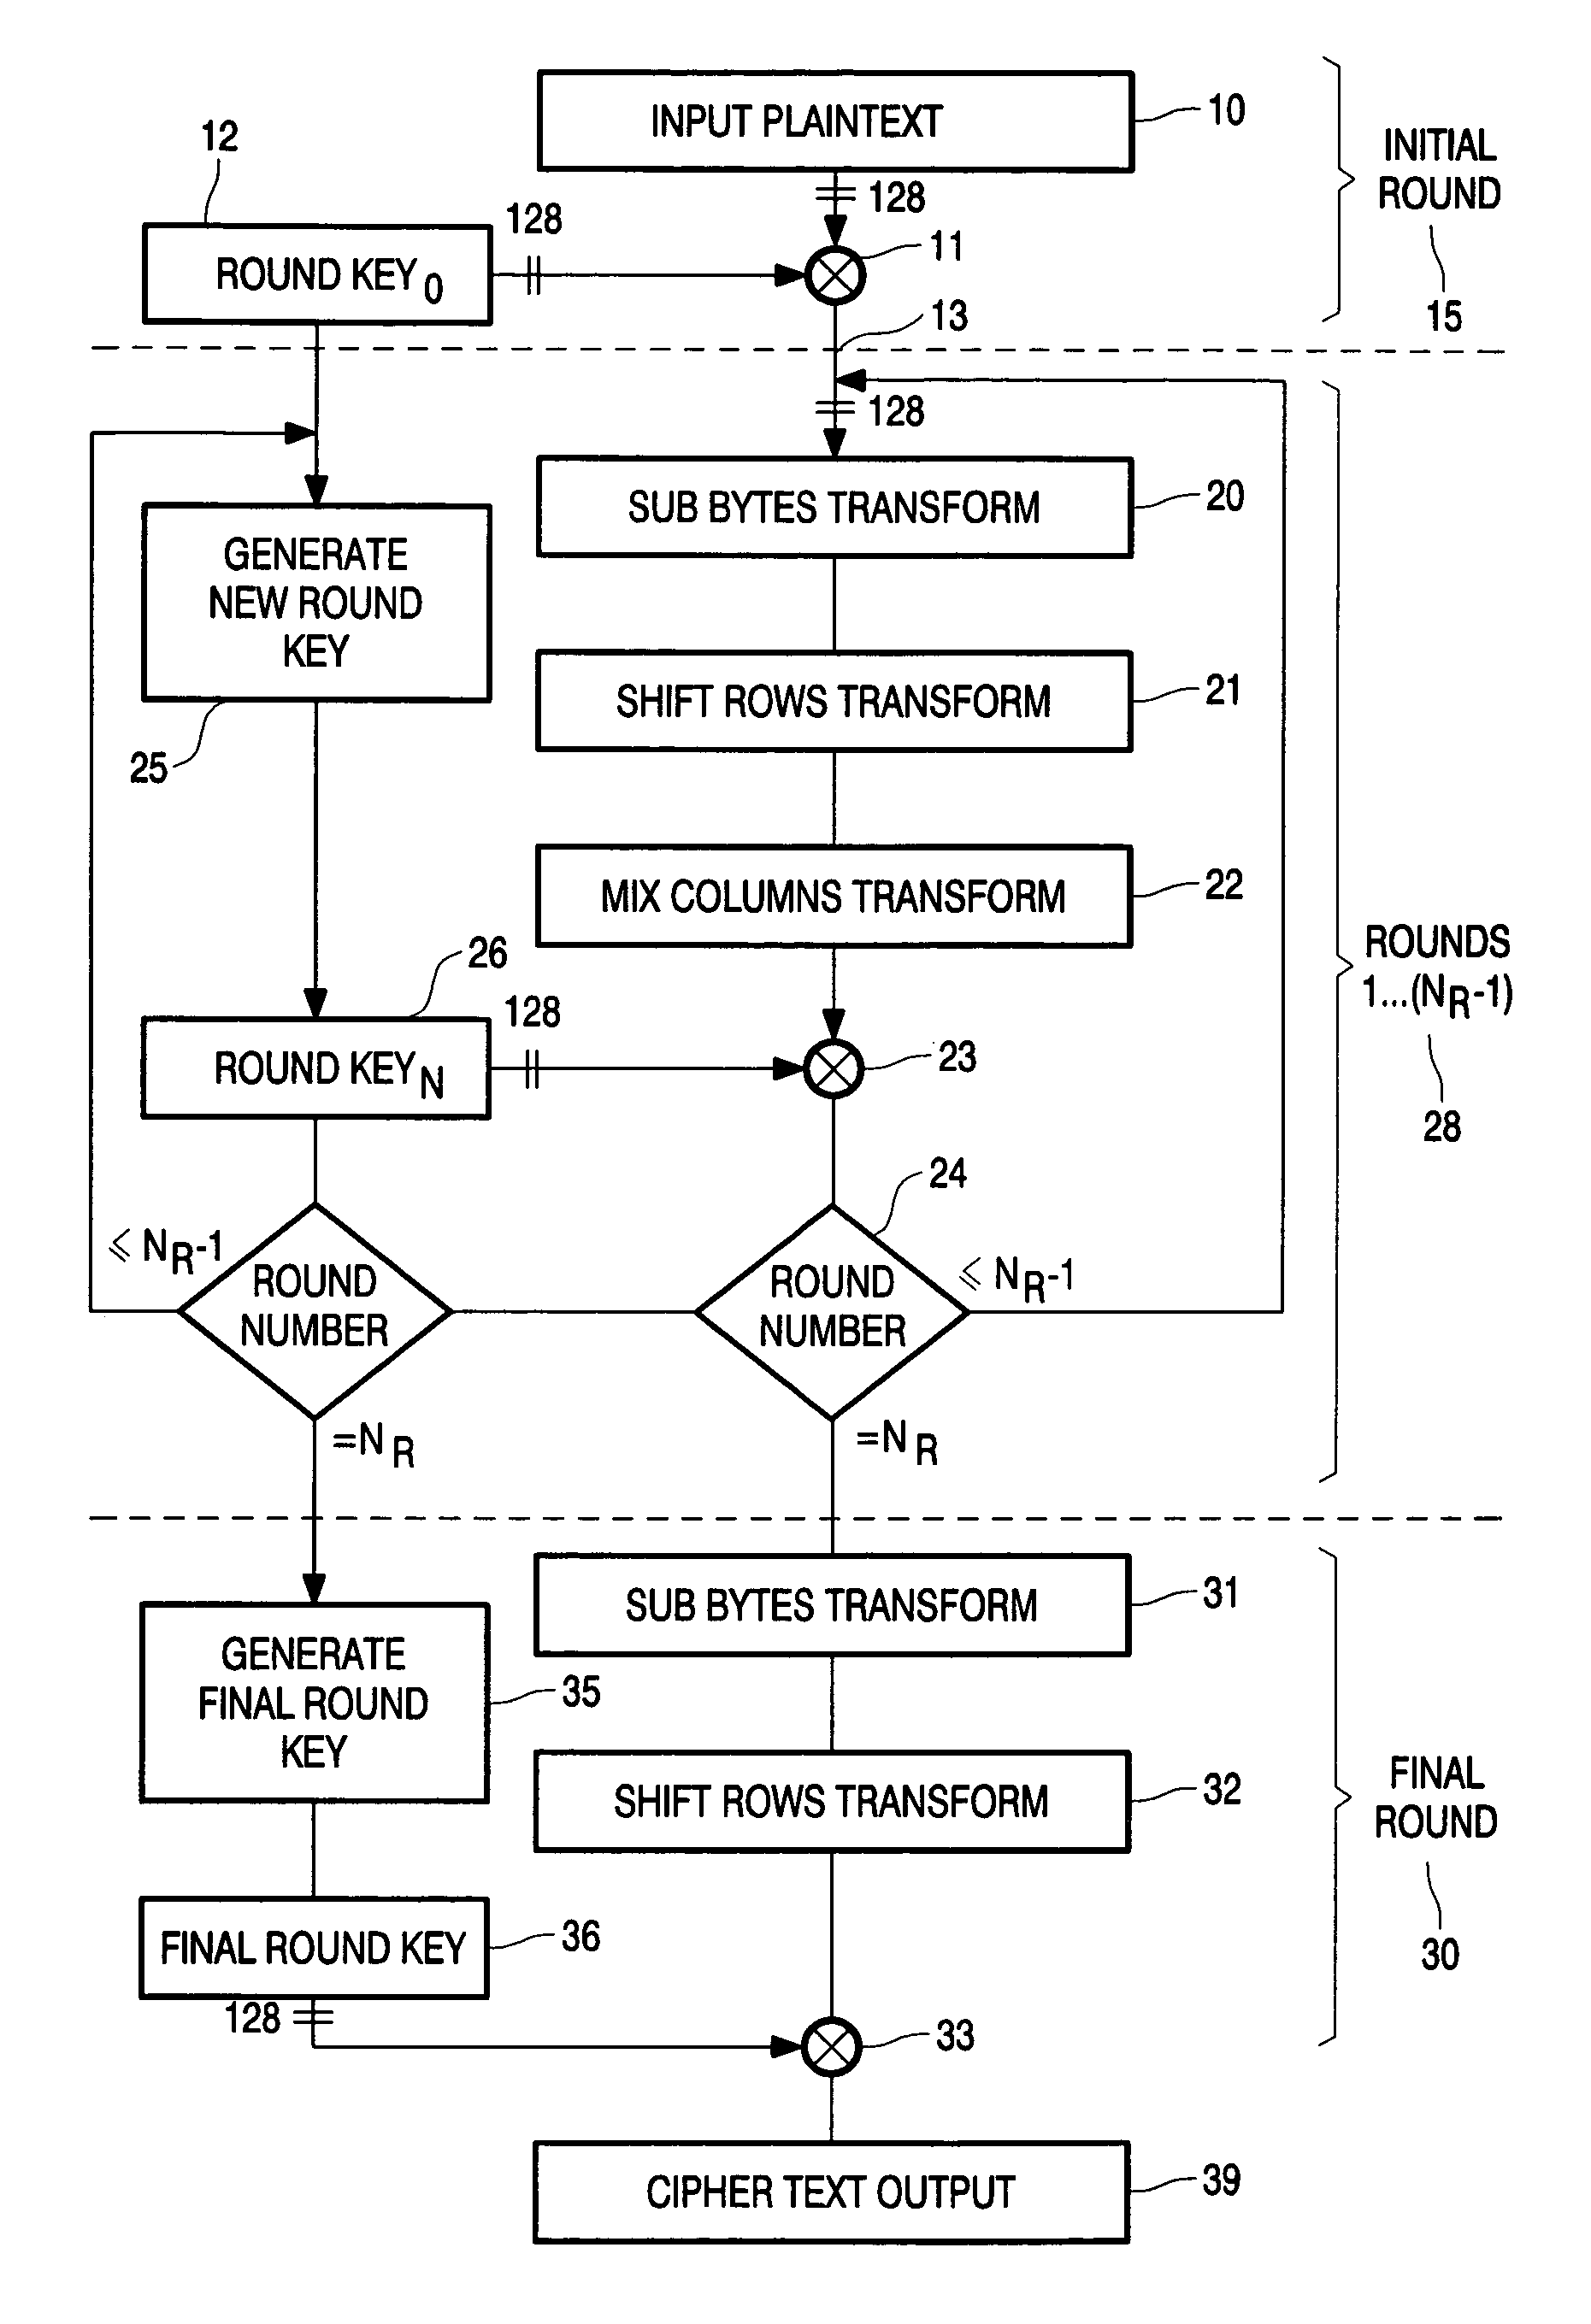 INPUT PLAINTEXT
10
INITIAL
ROUND
15
12
128
128
ROUND KEY0
11
13
128
SUB BYTES TRANSFORM
20
GENERATE
NEW ROUND
KEY
25
SHIFT ROWS TRANSFORM
21
MIX COLUMNS TRANSFORM
22
ROUNDS
1...(NR-1)
28
26
128
ROUND KEYN
23
24
⩽ NR-1
ROUND
NUMBER
=NR
ROUND
NUMBER
⩽ NR-1
=NR
SUB BYTES TRANSFORM
31
GENERATE
FINAL ROUND
KEY
35
SHIFT ROWS TRANSFORM
32
FINAL
ROUND
30
FINAL ROUND KEY
36
128
33
CIPHER TEXT OUTPUT
39